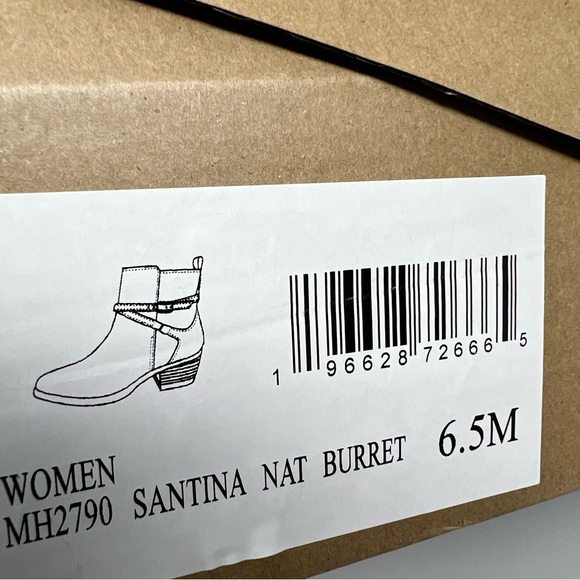 1 96628 72666 5
WOMEN
MH2790 SANTINA NAT BURRET 6.5M